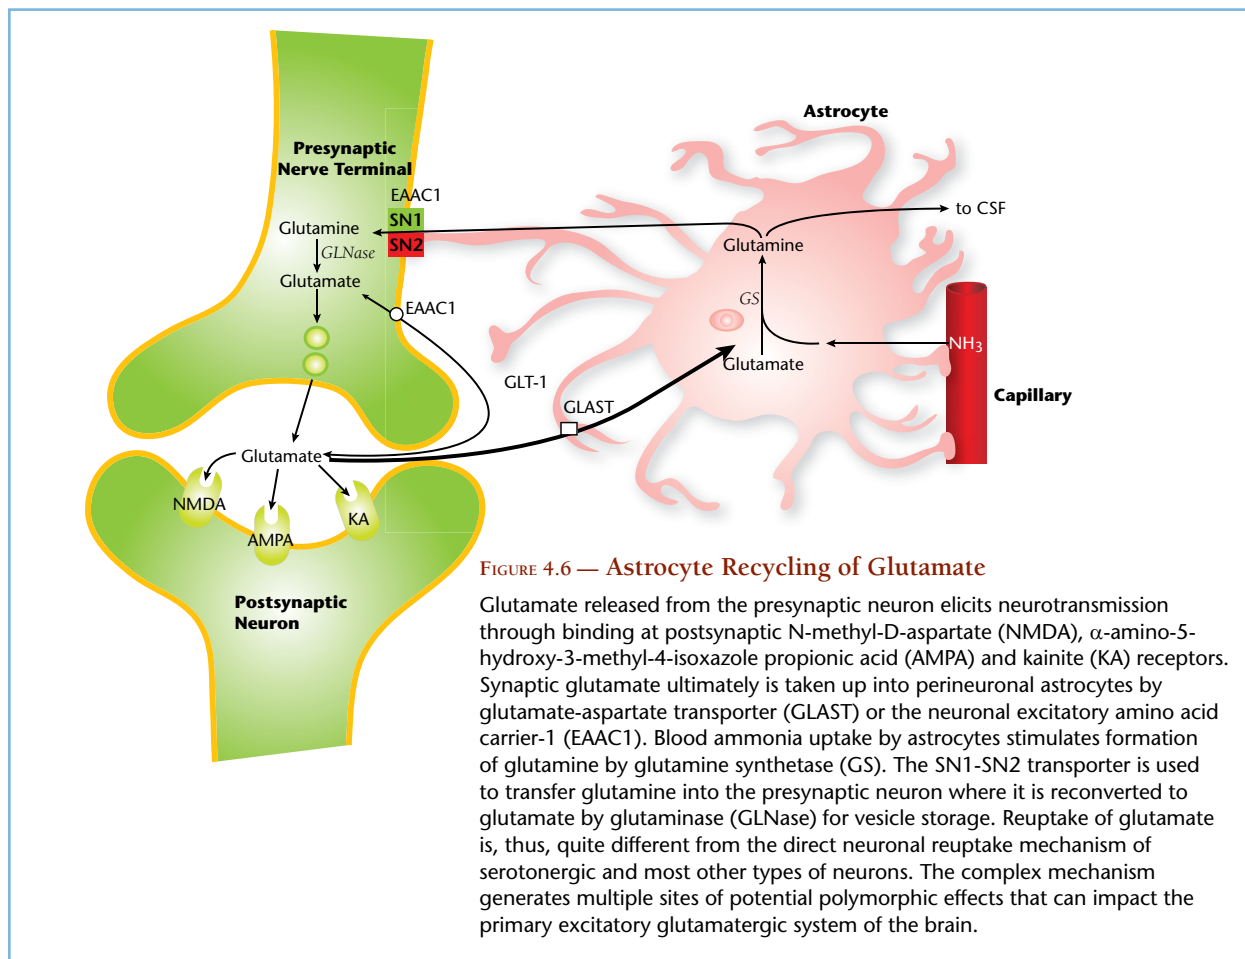 Astrocyte
Presynaptic
Nerve Terminal
EAAC1
SN1
SN2
to CSF
Glutamine
Glutamine
GLNase
Glutamate
EAAC1
GS
NH3
Glutamate
GLT-1
Capillary
GLAST
Glutamate
NMDA
KA
AMPA
Postsynaptic
Neuron
FIGURE 4.6 — Astrocyte Recycling of Glutamate
Glutamate released from the presynaptic neuron elicits neurotransmission
through binding at postsynaptic N-methyl-D-aspartate (NMDA), α-amino-5-
hydroxy-3-methyl-4-isoxazole propionic acid (AMPA) and kainite (KA) receptors.
Synaptic glutamate ultimately is taken up into perineuronal astrocytes by
glutamate-aspartate transporter (GLAST) or the neuronal excitatory amino acid
carrier-1 (EAAC1). Blood ammonia uptake by astrocytes stimulates formation
of glutamine by glutamine synthetase (GS). The SN1-SN2 transporter is used
to transfer glutamine into the presynaptic neuron where it is reconverted to
glutamate by glutaminase (GLNase) for vesicle storage. Reuptake of glutamate
is, thus, quite different from the direct neuronal reuptake mechanism of
serotonergic and most other types of neurons. The complex mechanism
generates multiple sites of potential polymorphic effects that can impact the
primary excitatory glutamatergic system of the brain.